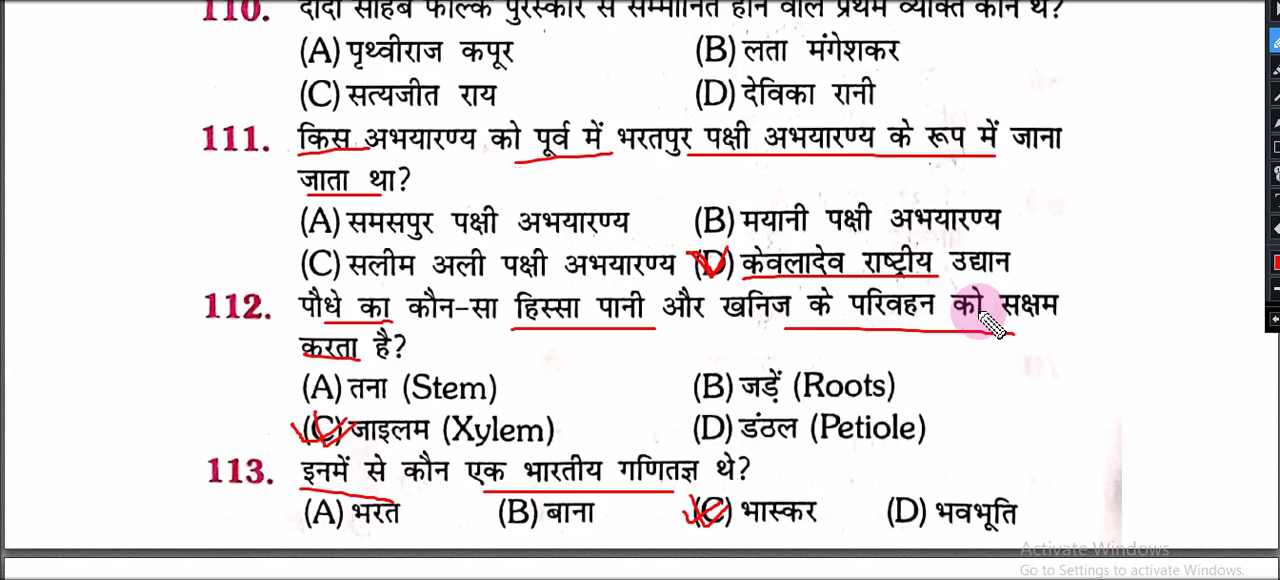 110. दादा साहब फाल्के पुरस्कार से सम्मानित होने वाले प्रथम व्यक्ति कौन थे?
(A) पृथ्वीराज कपूर (B) लता मंगेशकर
(C) सत्यजीत राय (D) देविका रानी
111. किस अभयारण्य को पूर्व में भरतपुर पक्षी अभयारण्य के रूप में जाना
जाता था?
(A) समसपुर पक्षी अभयारण्य (B) मयानी पक्षी अभयारण्य
(C) सलीम अली पक्षी अभयारण्य (D) केवलादेव राष्ट्रीय उद्यान
112. पौधे का कौन-सा हिस्सा पानी और खनिज के परिवहन को सक्षम
करता है?
(A) तना (Stem) (B) जड़ें (Roots)
(C) जाइलम (Xylem) (D) डंठल (Petiole)
113. इनमें से कौन एक भारतीय गणितज्ञ थे?
(A) भरत (B) बाना (C) भास्कर (D) भवभूति
Activate Windows
Go to Settings to activate Windows.